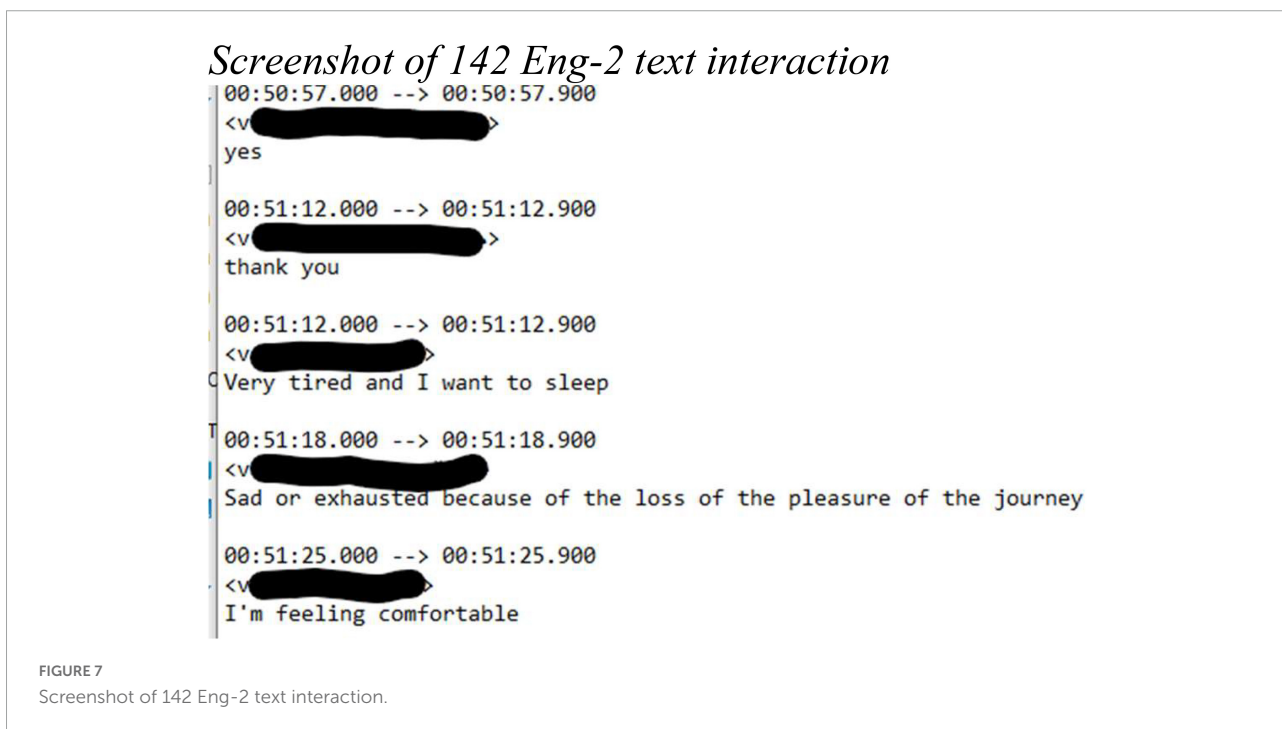 Screenshot of 142 Eng-2 text interaction
00:50:57.000 --> 00:50:57.900
<v >
yes
00:51:12.000 --> 00:51:12.900
<v >
thank you
00:51:12.000 --> 00:51:12.900
<v >
Very tired and I want to sleep
00:51:18.000 --> 00:51:18.900
<v
Sad or exhausted because of the loss of the pleasure of the journey
00:51:25.000 --> 00:51:25.900
<v >
I'm feeling comfortable
FIGURE 7
Screenshot of 142 Eng-2 text interaction.